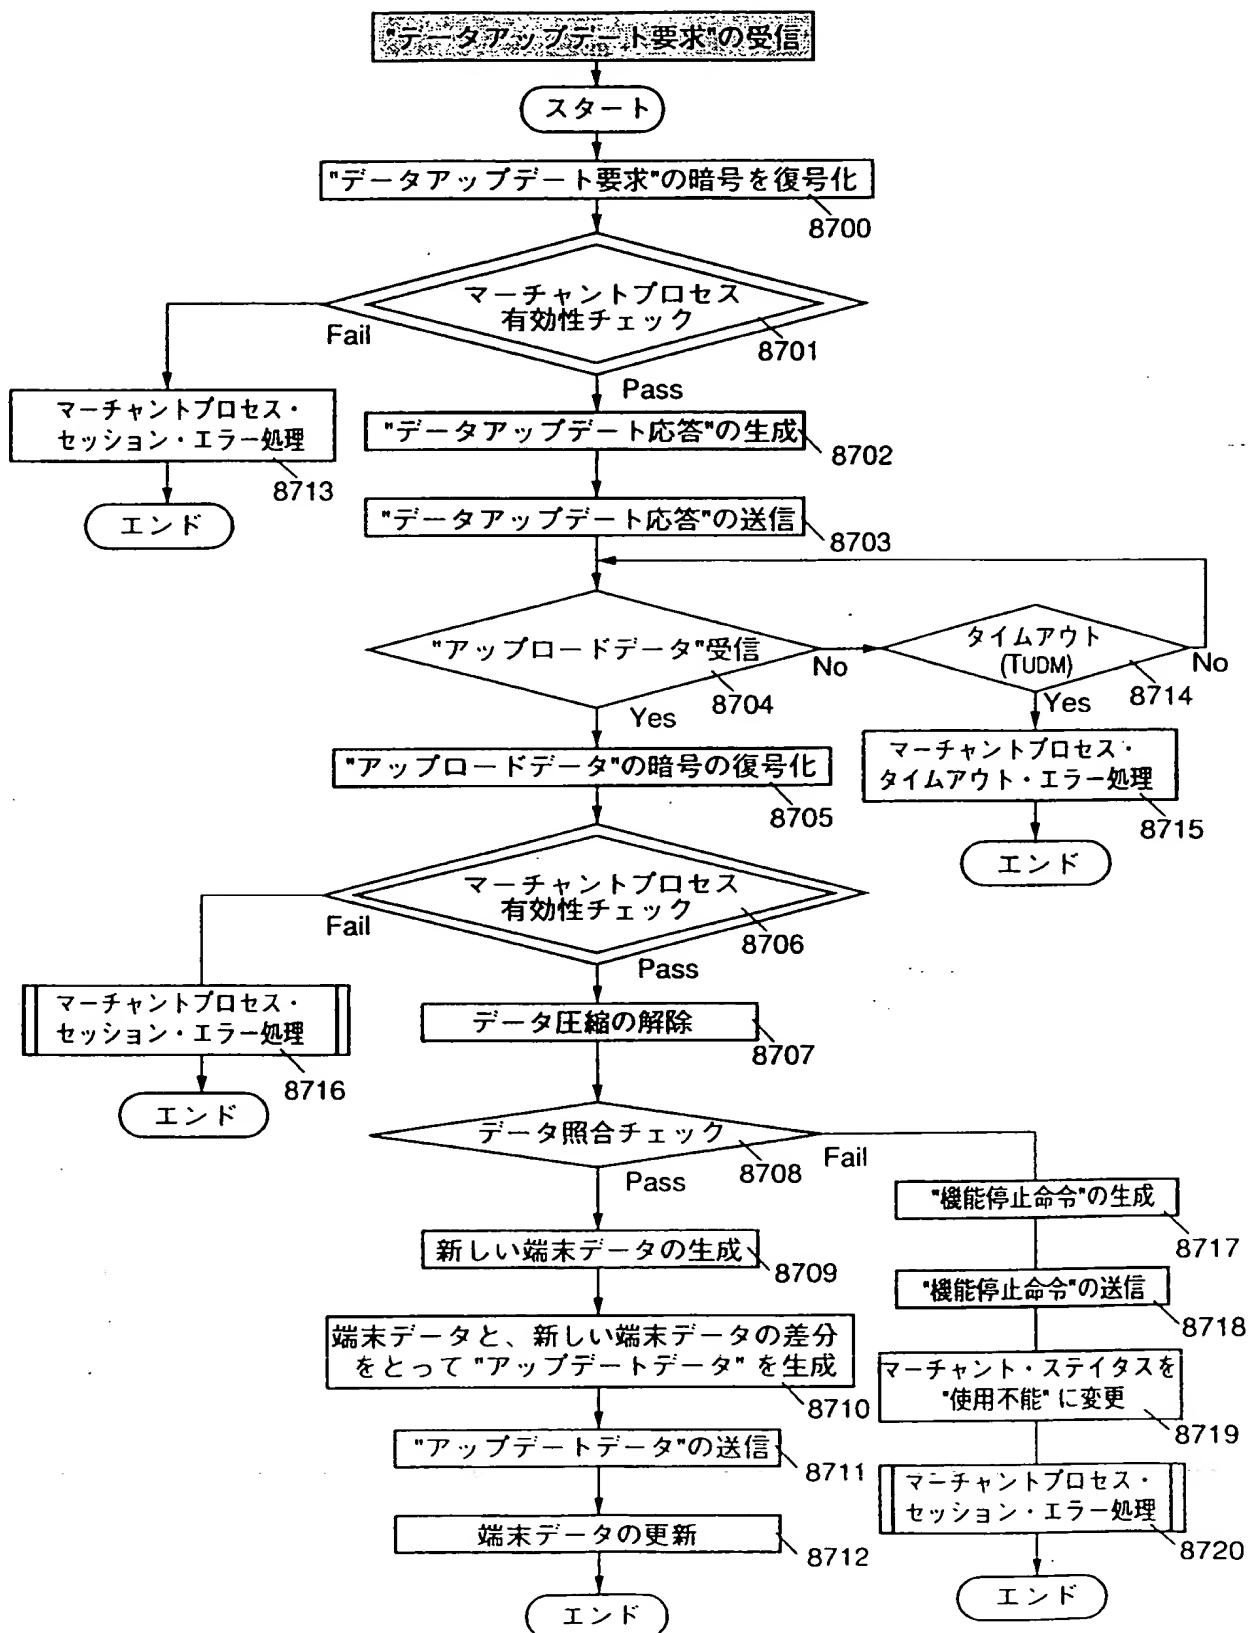 "データアップデート要求"の受信
スタート
"データアップデート要求"の暗号を復号化
8700
マーチャントプロセス
有効性チェック
8701
Fail
Pass
マーチャントプロセス・
セッション・エラー処理
8713
エンド
"データアップデート応答"の生成
8702
"データアップデート応答"の送信
8703
"アップロードデータ"受信
8704
No
Yes
タイムアウト
(TUDM)
8714
No
Yes
マーチャントプロセス・
タイムアウト・エラー処理
8715
エンド
"アップロードデータ"の暗号の復号化
8705
マーチャントプロセス
有効性チェック
8706
Fail
Pass
マーチャントプロセス・
セッション・エラー処理
8716
エンド
データ圧縮の解除
8707
データ照合チェック
8708
Fail
Pass
"機能停止命令"の生成
8717
"機能停止命令"の送信
8718
マーチャント・ステイタスを
"使用不能"に変更
8719
マーチャントプロセス・
セッション・エラー処理
8720
エンド
新しい端末データの生成
8709
端末データと、新しい端末データの差分
をとって"アップデートデータ"を生成
8710
"アップデートデータ"の送信
8711
端末データの更新
8712
エンド